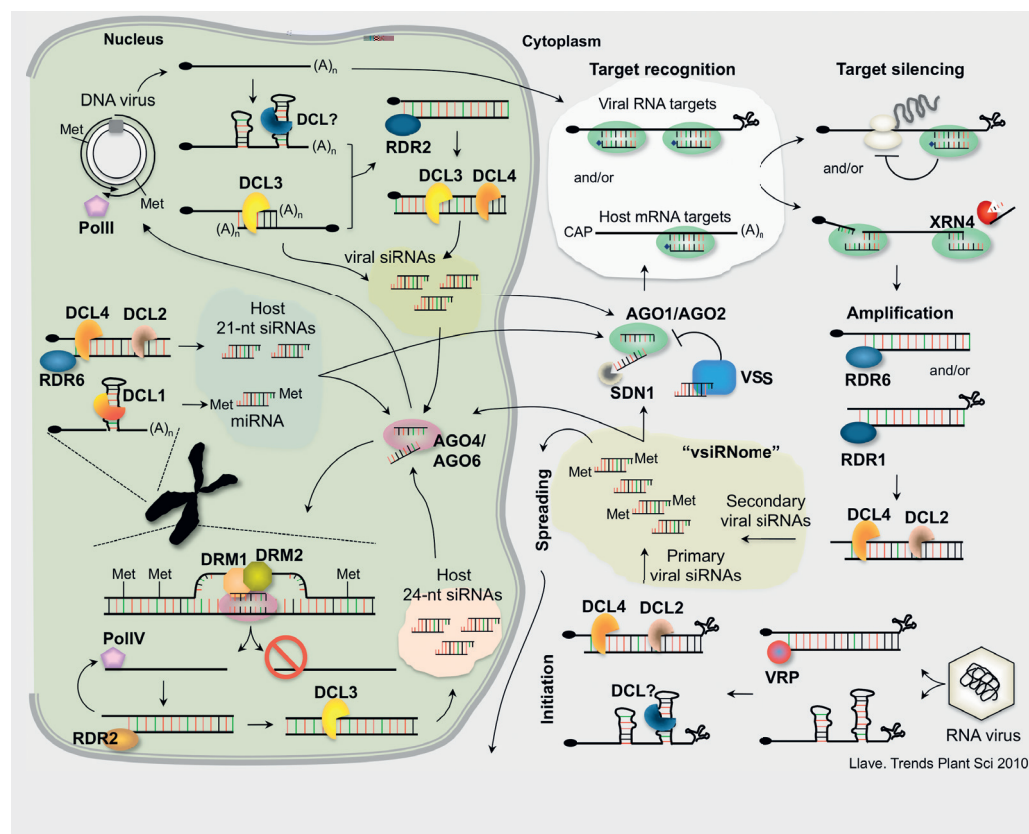 Nucleus
Cytoplasm
(A)n
DNA virus
Met
Met
PolII
DCL?
(A)n
RDR2
DCL3
(A)n
(A)n
DCL3
DCL4
viral siRNAs
DCL4
DCL2
RDR6
DCL1
(A)n
Host
21-nt siRNAs
Met
Met
miRNA
AGO4/
AGO6
DRM1
DRM2
Met
Met
Met
PolIV
RDR2
DCL3
Host
24-nt siRNAs
Target recognition
Viral RNA targets
and/or
Host mRNA targets
CAP
(A)n
Target silencing
and/or
XRN4
AGO1/AGO2
SDN1
VSS
Amplification
RDR6
and/or
RDR1
DCL4
DCL2
"vsiRNome"
Met
Met
Met
Met
Secondary
viral siRNAs
Primary
viral siRNAs
Spreading
Initiation
DCL4
DCL2
VRP
DCL?
RNA virus
Llave. Trends Plant Sci 2010